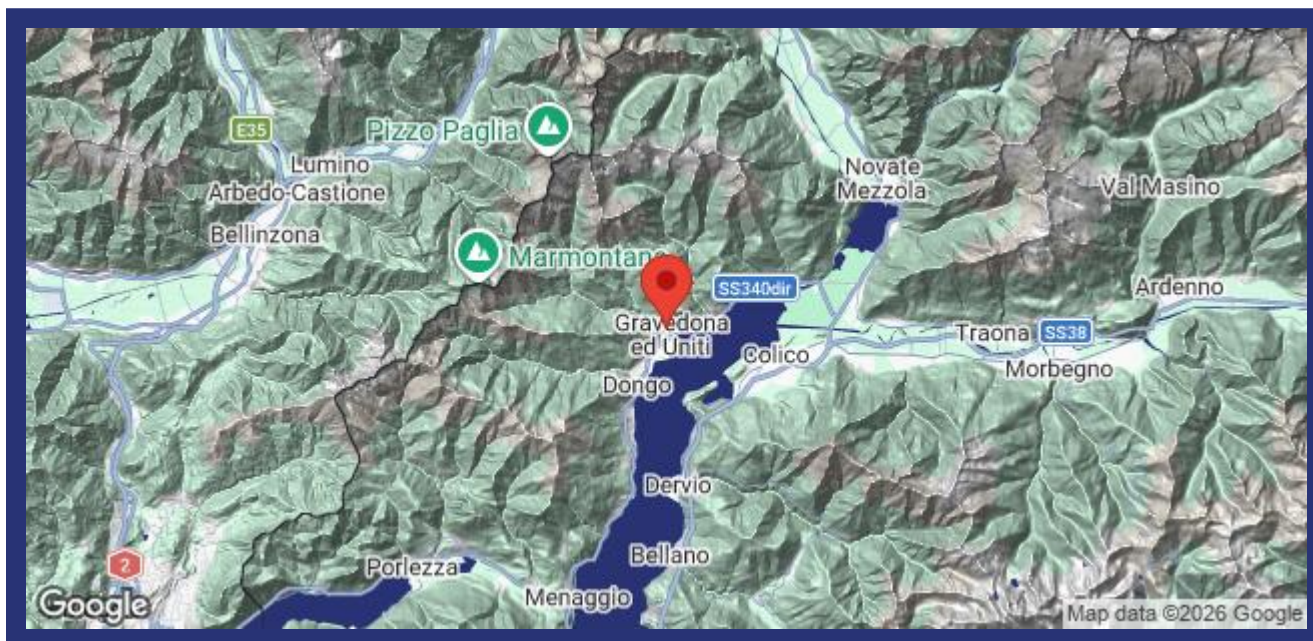 E35
Pizzo Paglia
Lumino
Arbedo-Castione
Bellinzona
Novate
Mezzola
Val Masino
Marmontana
SS340dir
Ardenno
Gravedona
ed Uniti
Traona
SS38
Colico
Morbegno
Dongo
Dervio
Bellano
2
Porlezza
Menaggio
Google
Map data ©2026 Google